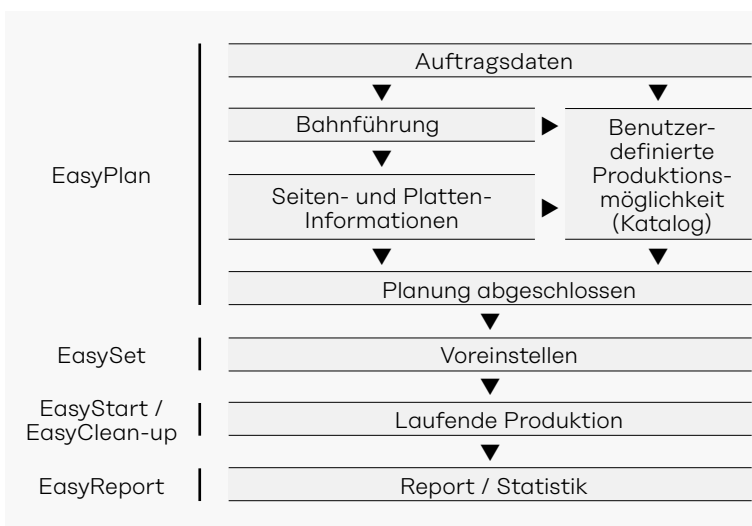 Auftragsdaten
Bahnführung
Benutzer-
definierte
Produktions-
möglichkeit
(Katalog)
EasyPlan
Seiten- und Platten-
Informationen
Planung abgeschlossen
EasySet
Voreinstellen
EasyStart /
EasyClean-up
Laufende Produktion
EasyReport
Report / Statistik